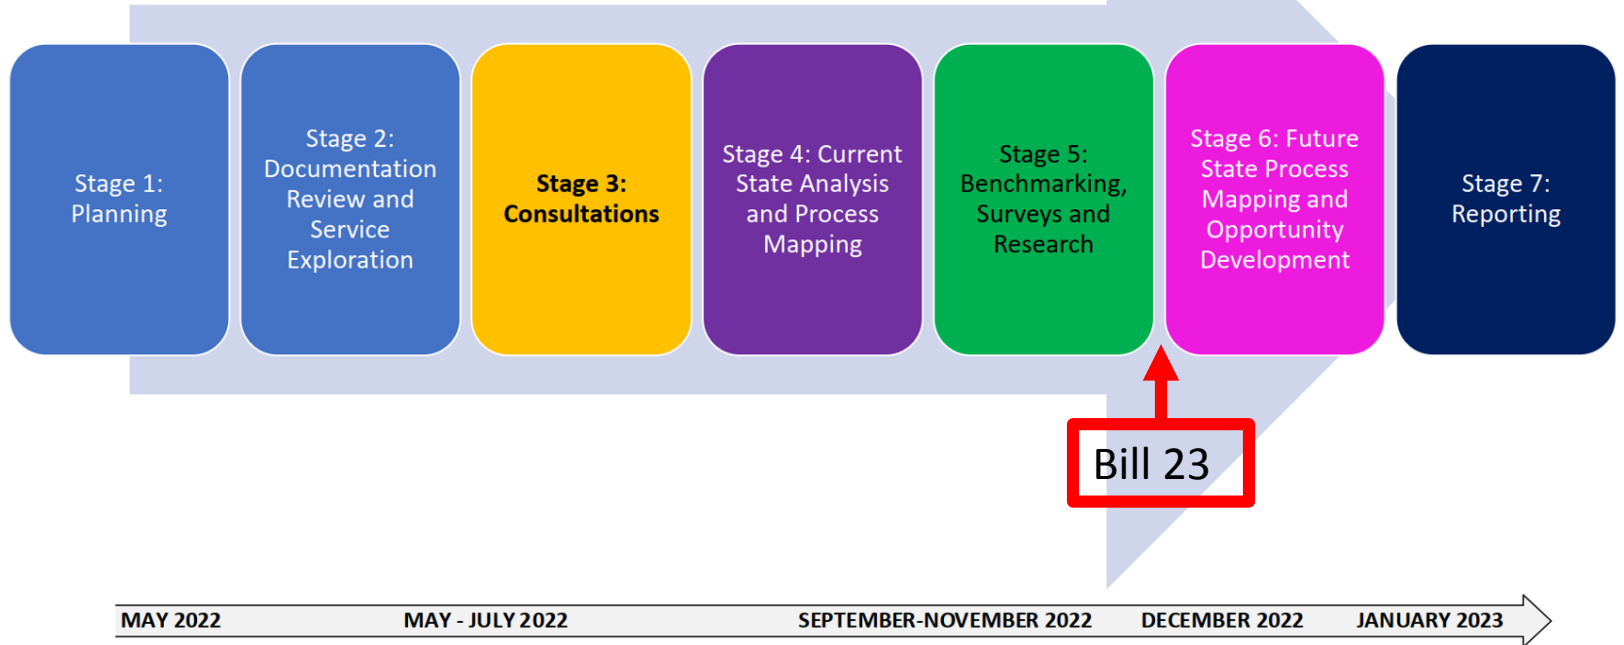 Stage 1:
Planning
Stage 2:
Documentation
Review and
Service
Exploration
Stage 3:
Consultations
Stage 4: Current
State Analysis
and Process
Mapping
Stage 5:
Benchmarking,
Surveys and
Research
Stage 6: Future
State Process
Mapping and
Opportunity
Development
Stage 7:
Reporting
Bill 23
MAY 2022
MAY - JULY 2022
SEPTEMBER-NOVEMBER 2022
DECEMBER 2022
JANUARY 2023